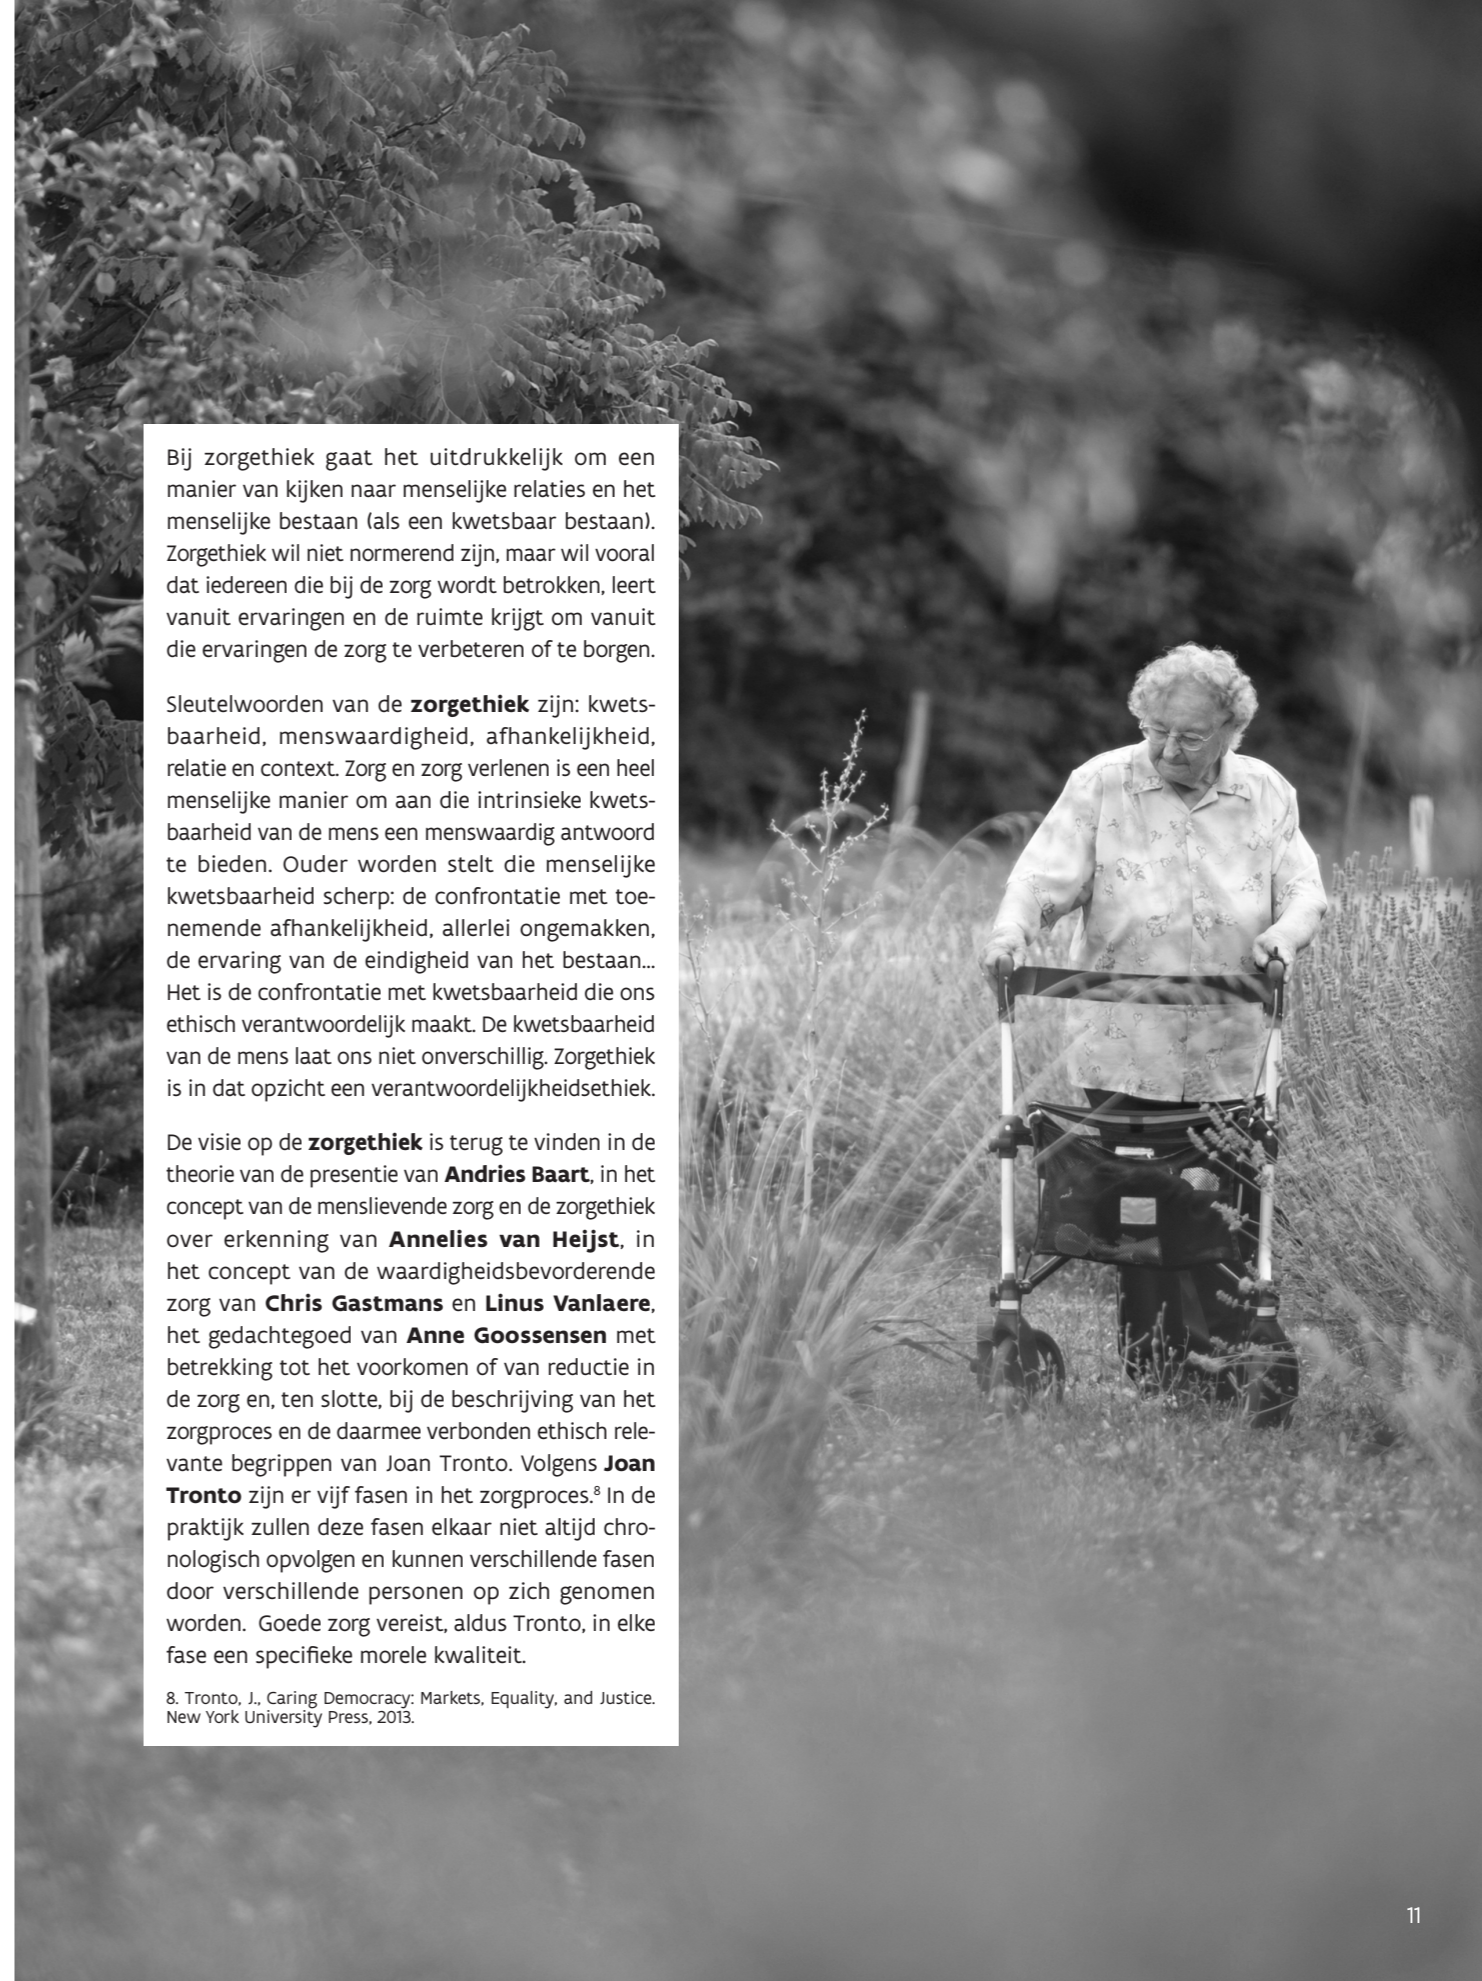 Bij zorgethiek gaat het uitdrukkelijk om een
manier van kijken naar menselijke relaties en het
menselijke bestaan (als een kwetsbaar bestaan).
Zorgethiek wil niet normerend zijn, maar wil vooral
dat iedereen die bij de zorg wordt betrokken, leert
vanuit ervaringen en de ruimte krijgt om vanuit
die ervaringen de zorg te verbeteren of te borgen.
Sleutelwoorden van de zorgethiek zijn: kwets-
baarheid, menswaardigheid, afhankelijkheid,
relatie en context. Zorg en zorg verlenen is een heel
menselijke manier om aan die intrinsieke kwets-
baarheid van de mens een menswaardig antwoord
te bieden. Ouder worden stelt die menselijke
kwetsbaarheid scherp: de confrontatie met toe-
nemende afhankelijkheid, allerlei ongemakken,
de ervaring van de eindigheid van het bestaan...
Het is de confrontatie met kwetsbaarheid die ons
ethisch verantwoordelijk maakt. De kwetsbaarheid
van de mens laat ons niet onverschillig. Zorgethiek
is in dat opzicht een verantwoordelijkheidsethiek.
De visie op de zorgethiek is terug te vinden in de
theorie van de presentie van Andries Baart, in het
concept van de menslievende zorg en de zorgethiek
over erkenning van Annelies van Heijst, in
het concept van de waardigheidsbevorderende
zorg van Chris Gastmans en Linus Vanlaere,
het gedachtegoed van Anne Goossensen met
betrekking tot het voorkomen of van reductie in
de zorg en, ten slotte, bij de beschrijving van het
zorgproces en de daarmee verbonden ethisch rele-
vante begrippen van Joan Tronto. Volgens Joan
Tronto zijn er vijf fasen in het zorgproces.⁸ In de
praktijk zullen deze fasen elkaar niet altijd chro-
nologisch opvolgen en kunnen verschillende fasen
door verschillende personen op zich genomen
worden. Goede zorg vereist, aldus Tronto, in elke
fase een specifieke morele kwaliteit.
8. Tronto, J., Caring Democracy: Markets, Equality, and Justice.
New York University Press, 2013.
11